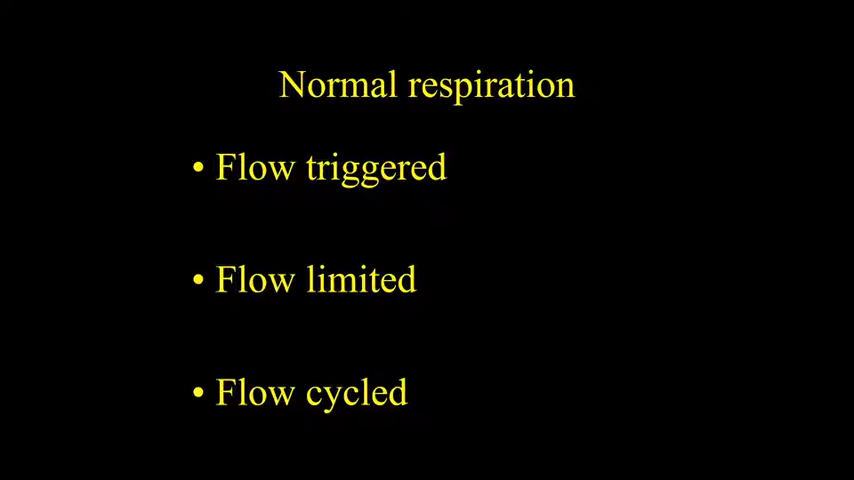 Normal respiration
• Flow triggered
• Flow limited
• Flow cycled